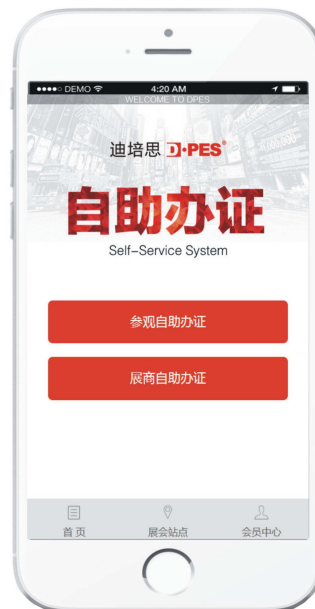 ●●●●○ DEMO 4:20 AM
WELCOME TO DPES
迪培思 D·PES®
自助办证
Self-Service System
参观自助办证
展商自助办证
首页 展会站点 会员中心